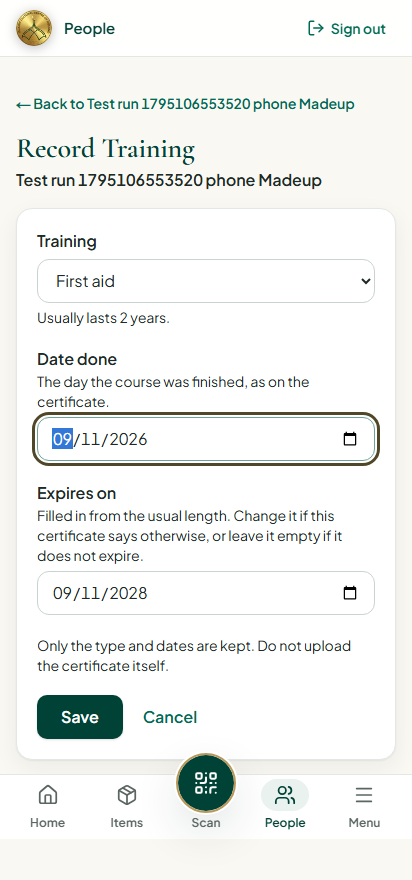 People
Sign out
← Back to Test run 1795106553520 phone Madeup
Record Training
Test run 1795106553520 phone Madeup
Training
First aid
Usually lasts 2 years.
Date done
The day the course was finished, as on the
certificate.
09/11/2026
Expires on
Filled in from the usual length. Change it if this
certificate says otherwise, or leave it empty if it
does not expire.
09/11/2028
Only the type and dates are kept. Do not upload
the certificate itself.
Save
Cancel
Home
Items
Scan
People
Menu